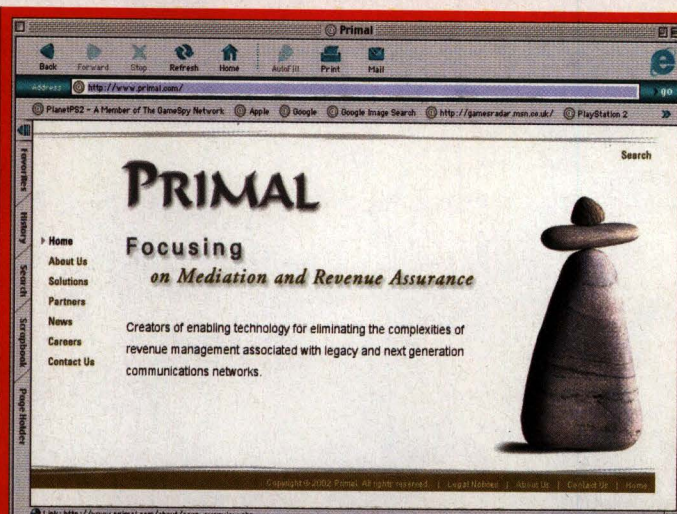 Primal
Back Forward Stop Refresh Home AutoFill Print Mail
Address http://www.primal.com/ go
PlanetPS2 - A Member of The GameSpy Network Apple Google Google Image Search http://gamesradar.msn.co.uk/ PlayStation 2
Favorites
History
Search
Scrapbook
Page Holder
Search
PRIMAL
Focusing
on Mediation and Revenue Assurance
Home
About Us
Solutions
Partners
News
Careers
Contact Us
Creators of enabling technology for eliminating the complexities of
revenue management associated with legacy and next generation
communications networks.
Copyright © 2002 Primal. All rights reserved. | Legal Notices | About Us | Contact Us | Home